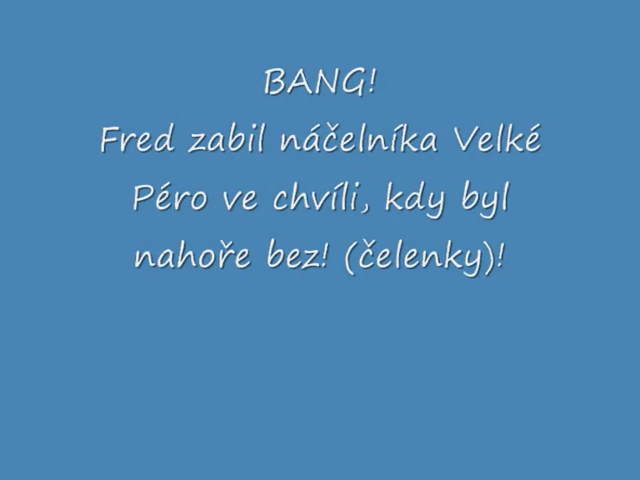 BANG!
Fred zabil náčelníka Velké
Péro ve chvíli, kdy byl
nahoře bez! (čelenky)!